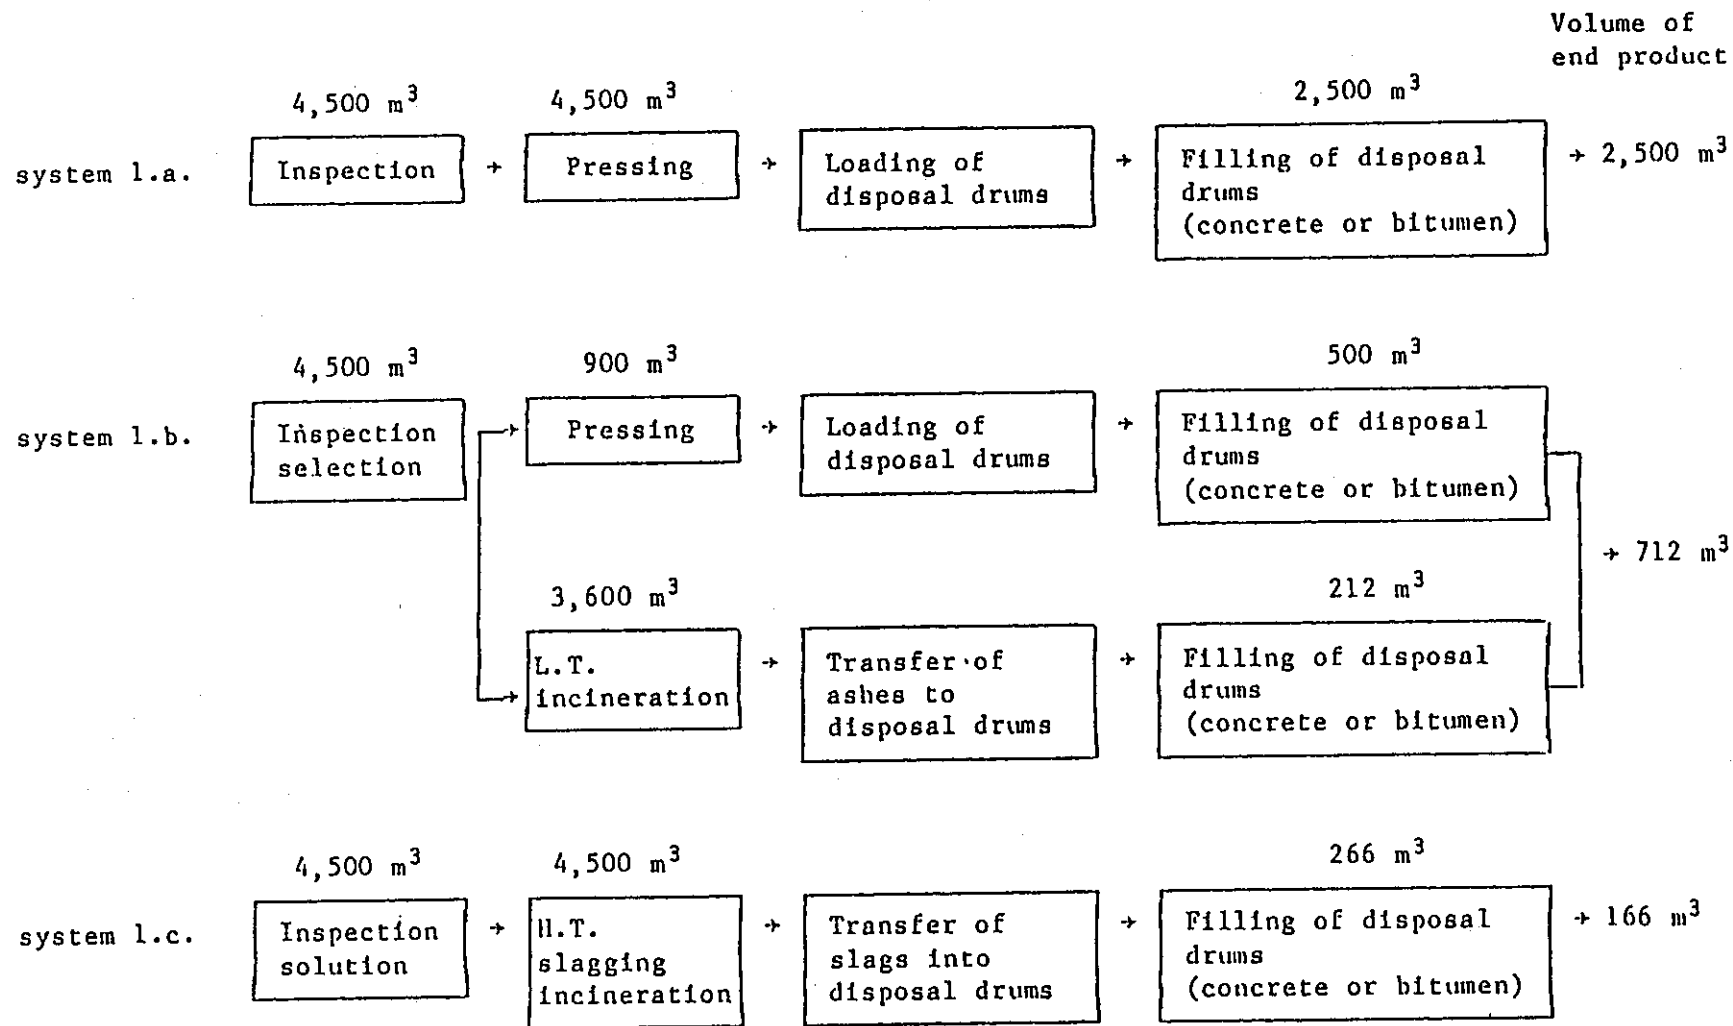 Volume of
end product
4,500 m³
4,500 m³
2,500 m³
system 1.a.
Inspection
→
Pressing
→
Loading of
disposal drums
→
Filling of disposal
drums
(concrete or bitumen)
→ 2,500 m³
4,500 m³
900 m³
500 m³
system 1.b.
Inspection
selection
Pressing
→
Loading of
disposal drums
→
Filling of disposal
drums
(concrete or bitumen)
→ 712 m³
3,600 m³
212 m³
L.T.
incineration
→
Transfer of
ashes to
disposal drums
→
Filling of disposal
drums
(concrete or bitumen)
4,500 m³
4,500 m³
266 m³
system 1.c.
Inspection
solution
→
H.T.
slagging
incineration
→
Transfer of
slags into
disposal drums
→
Filling of disposal
drums
(concrete or bitumen)
→ 166 m³